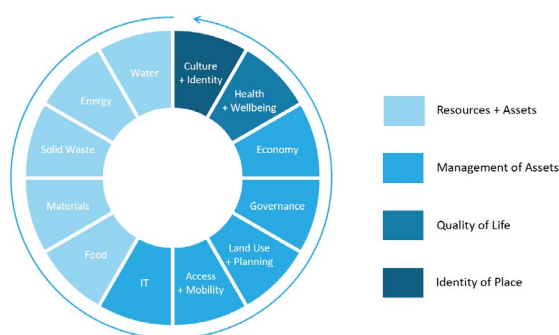 Culture
+ Identity
Health
+ Wellbeing
Economy
Governance
Land Use
+ Planning
Access
+ Mobility
IT
Food
Materials
Solid Waste
Energy
Water
Resources + Assets
Management of Assets
Quality of Life
Identity of Place